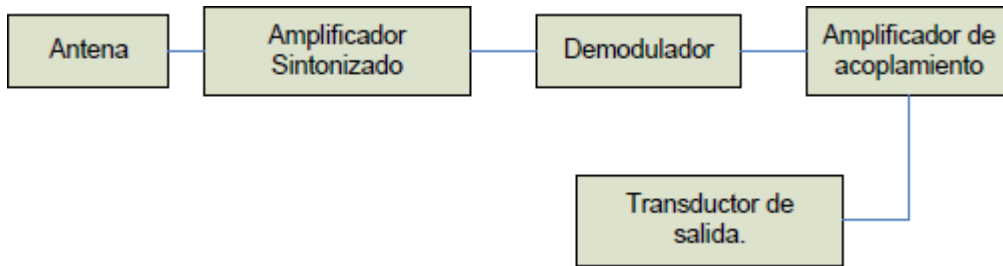 Antena
Amplificador
Sintonizado
Demodulador
Amplificador de
acoplamiento
Transductor de
salida.